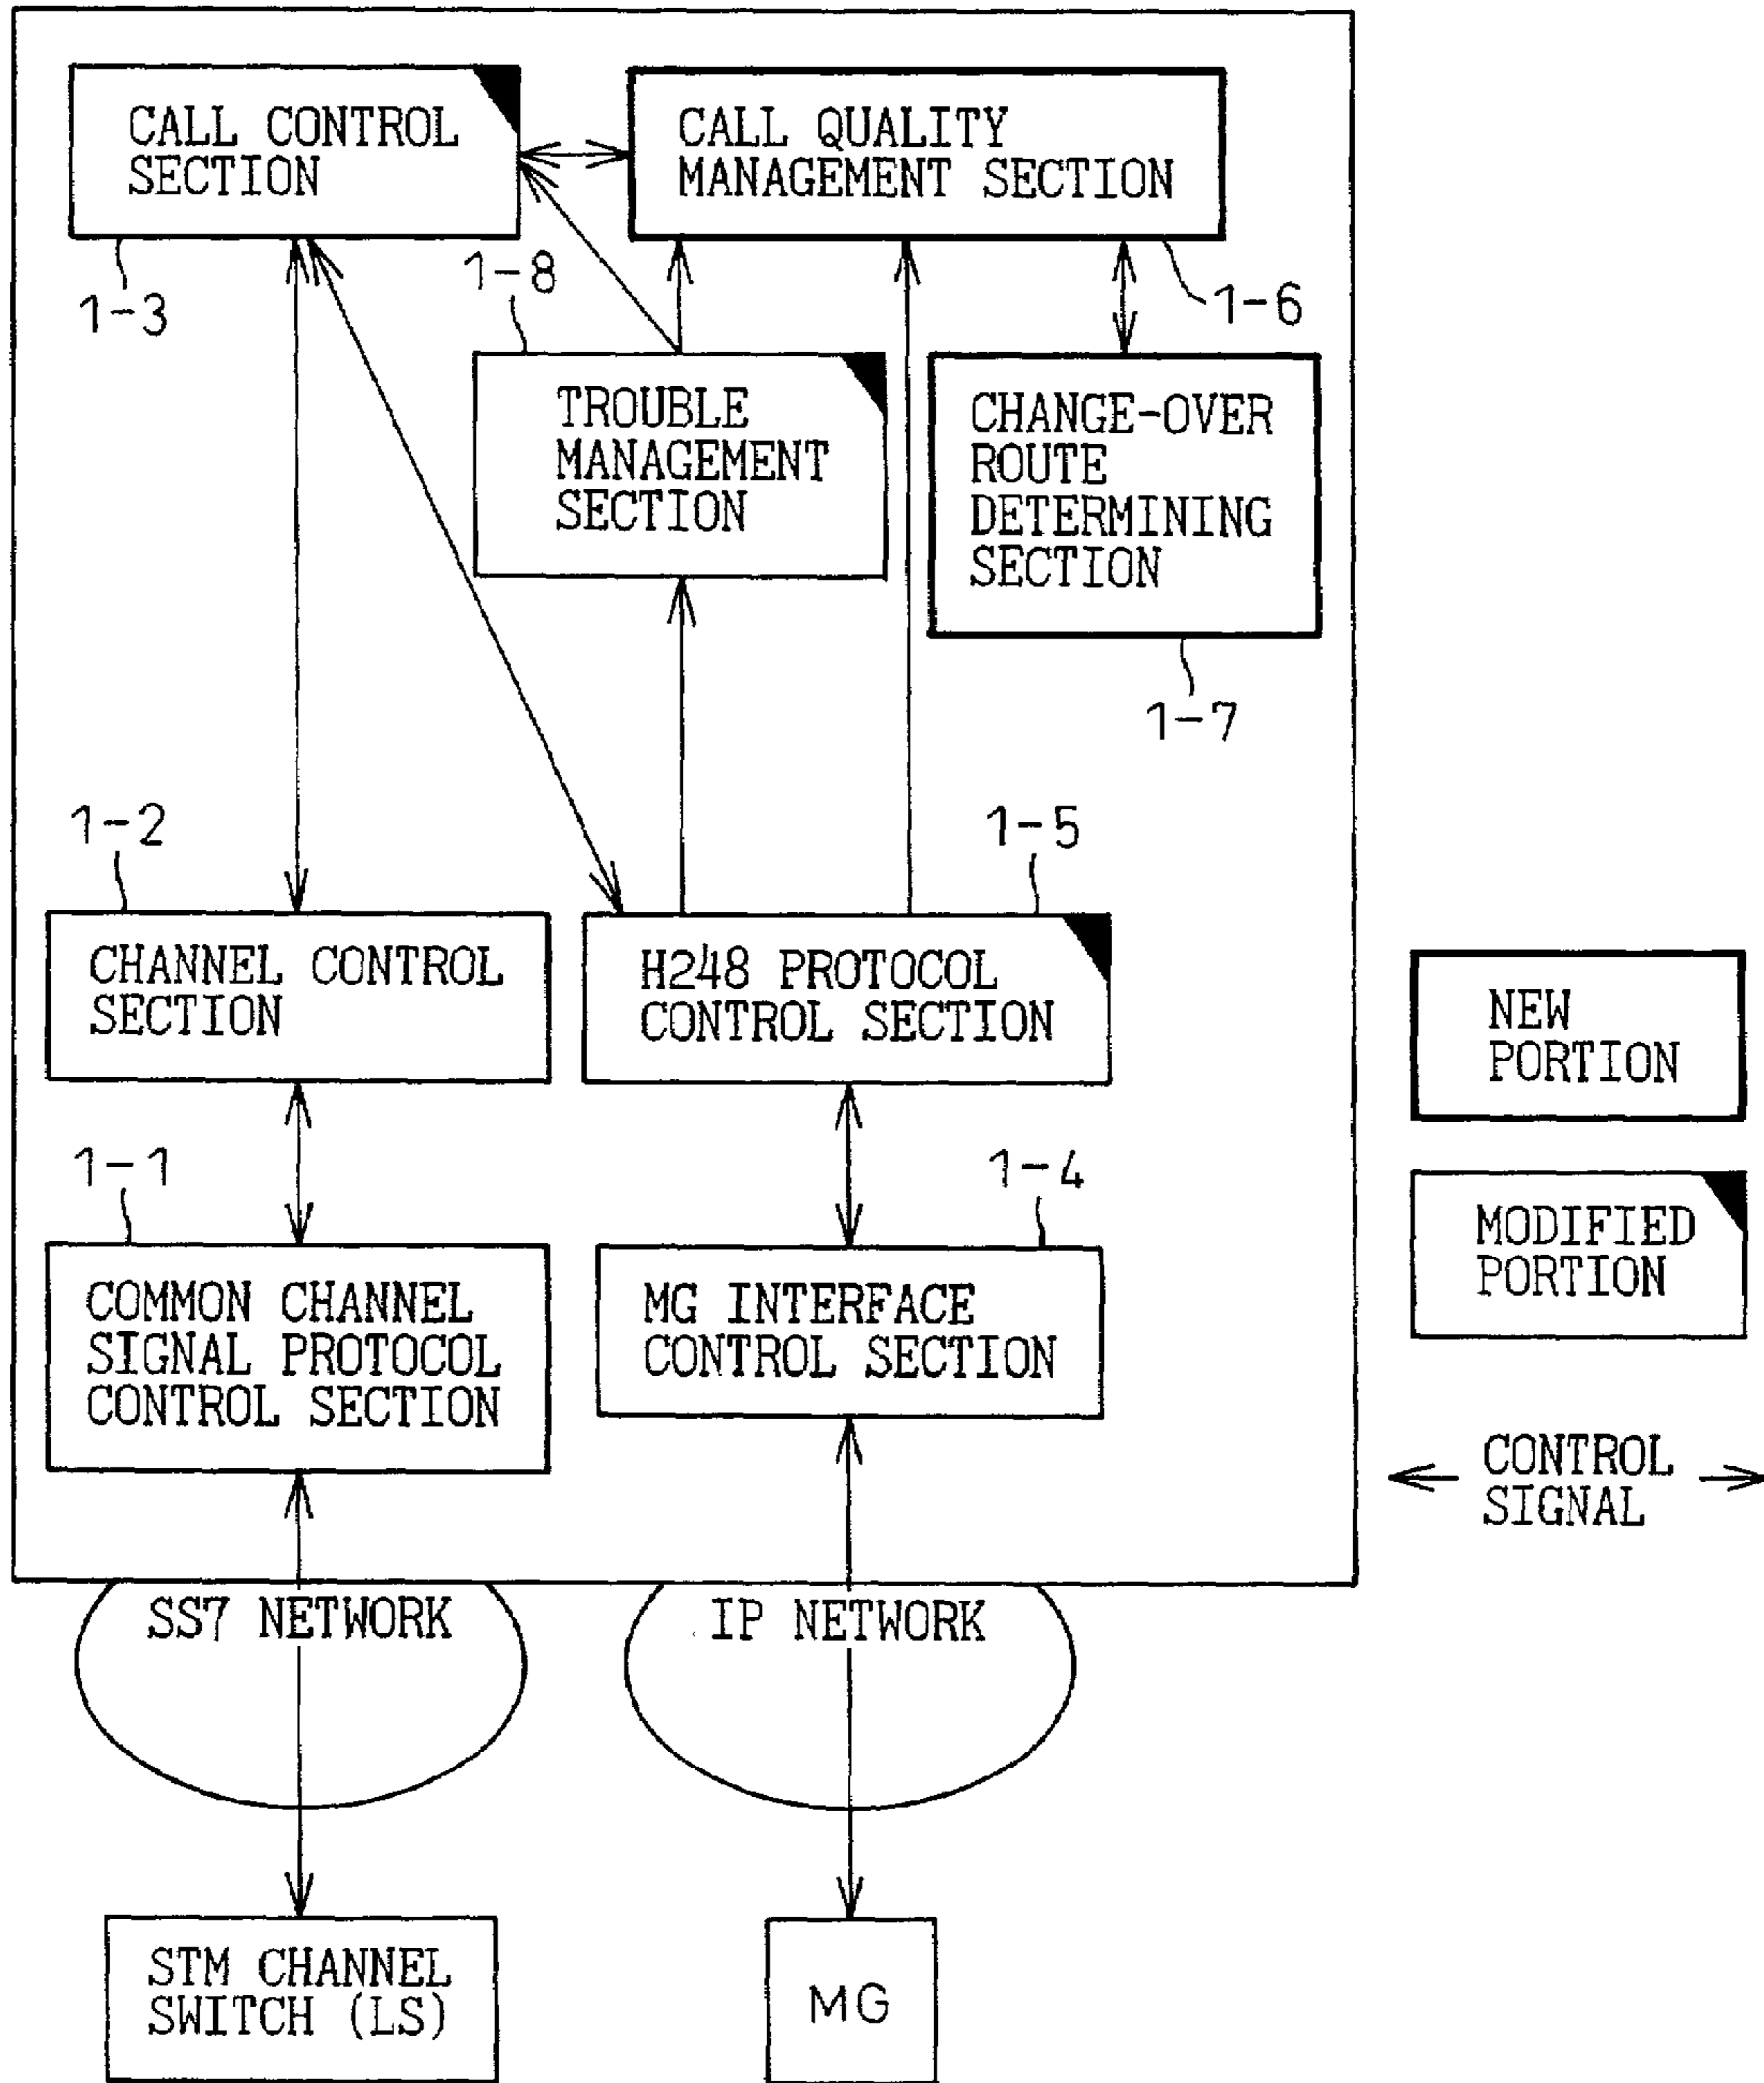 CALL CONTROL
SECTION
CALL QUALITY
MANAGEMENT SECTION
1-3
1-8
1-6
TROUBLE
MANAGEMENT
SECTION
CHANGE-OVER
ROUTE
DETERMINING
SECTION
1-7
1-2
1-5
CHANNEL CONTROL
SECTION
H248 PROTOCOL
CONTROL SECTION
NEW
PORTION
1-1
1-4
MODIFIED
PORTION
COMMON CHANNEL
SIGNAL PROTOCOL
CONTROL SECTION
MG INTERFACE
CONTROL SECTION
CONTROL
SIGNAL
SS7 NETWORK
IP NETWORK
STM CHANNEL
SWITCH (LS)
MG